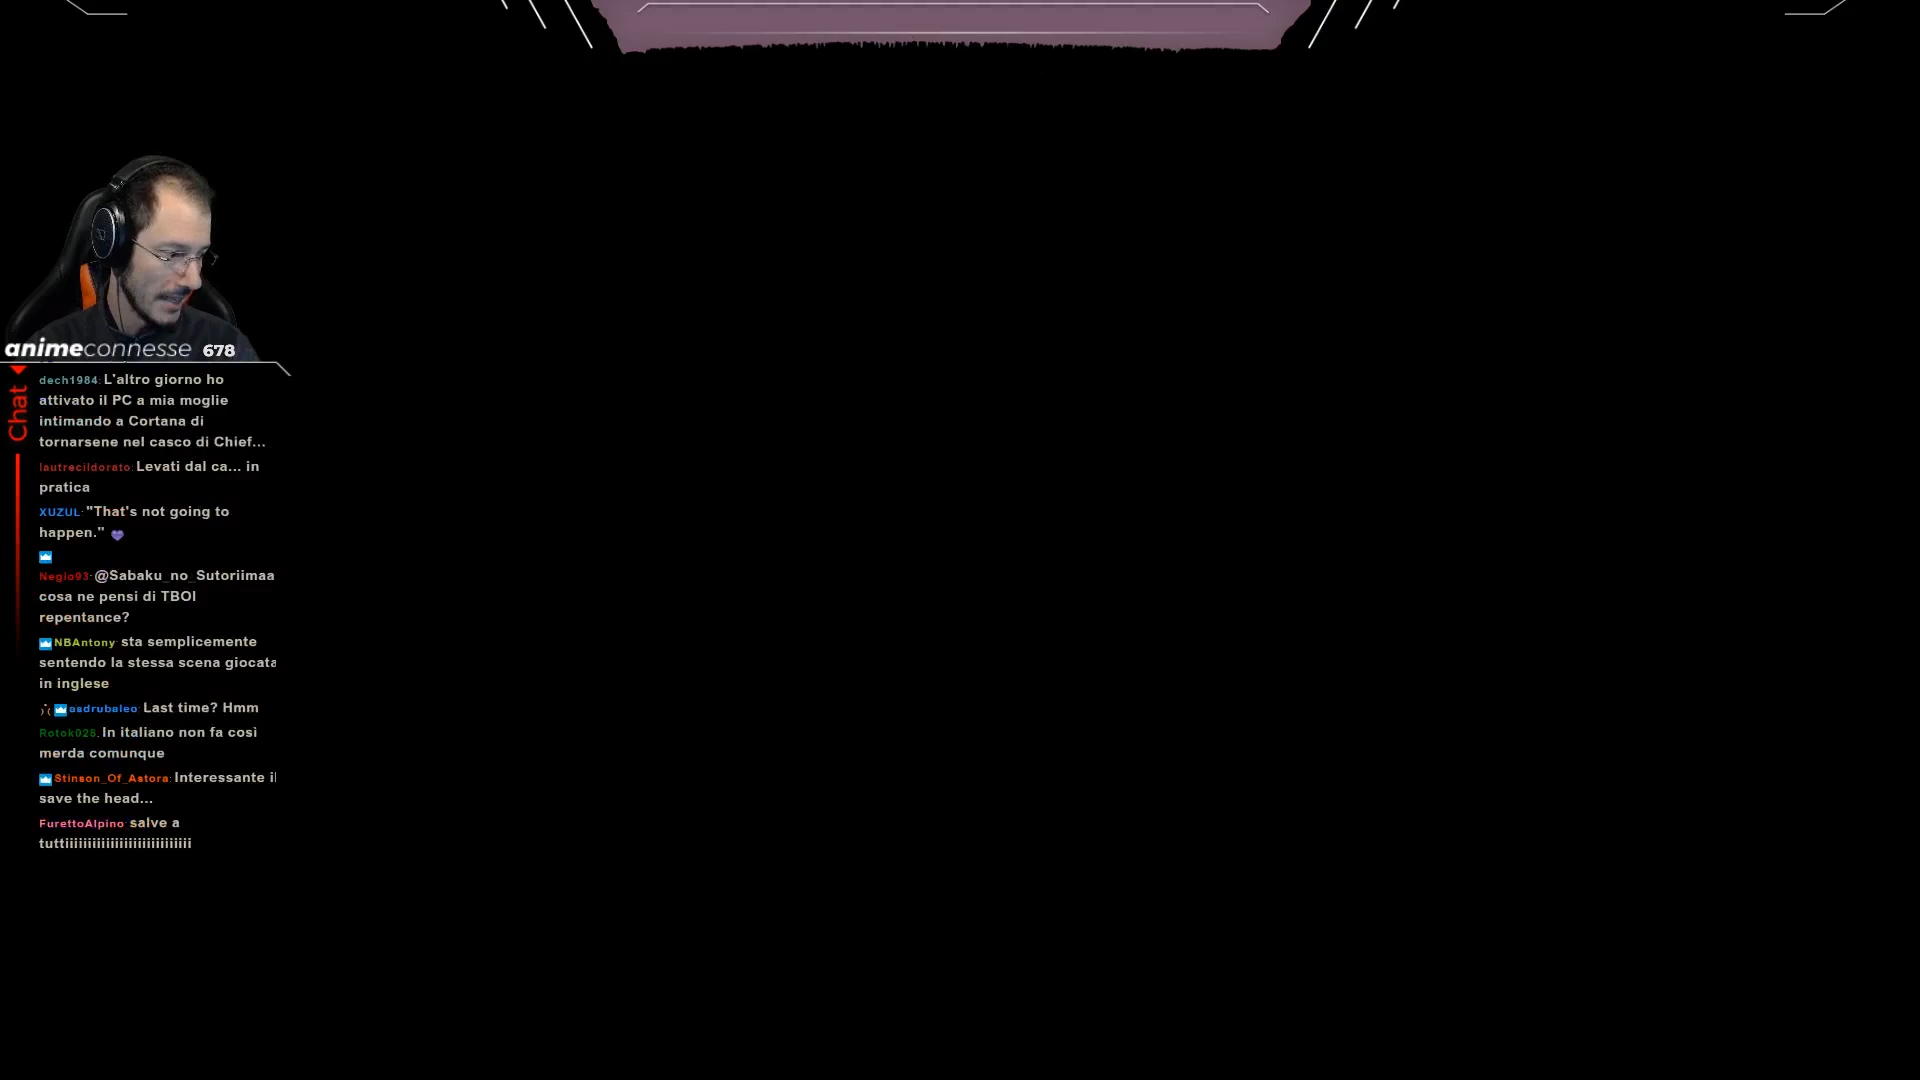 animeconnesse 678
Chat
dech1984: L'altro giorno ho
attivato il PC a mia moglie
intimando a Cortana di
tornarsene nel casco di Chief...
lautrecildorato: Levati dal ca... in
pratica
XUZUL: "That's not going to
happen."
Negio93: @Sabaku_no_Sutoriimaa
cosa ne pensi di TBOI
repentance?
NBAntony: sta semplicemente
sentendo la stessa scena giocata
in inglese
asdrubaleo: Last time? Hmm
Rotok028: In italiano non fa così
merda comunque
Stinson_Of_Astora: Interessante il
save the head...
FurettoAlpino: salve a
tuttiiiiiiiiiiiiiiiiiiiiiiiiiiii